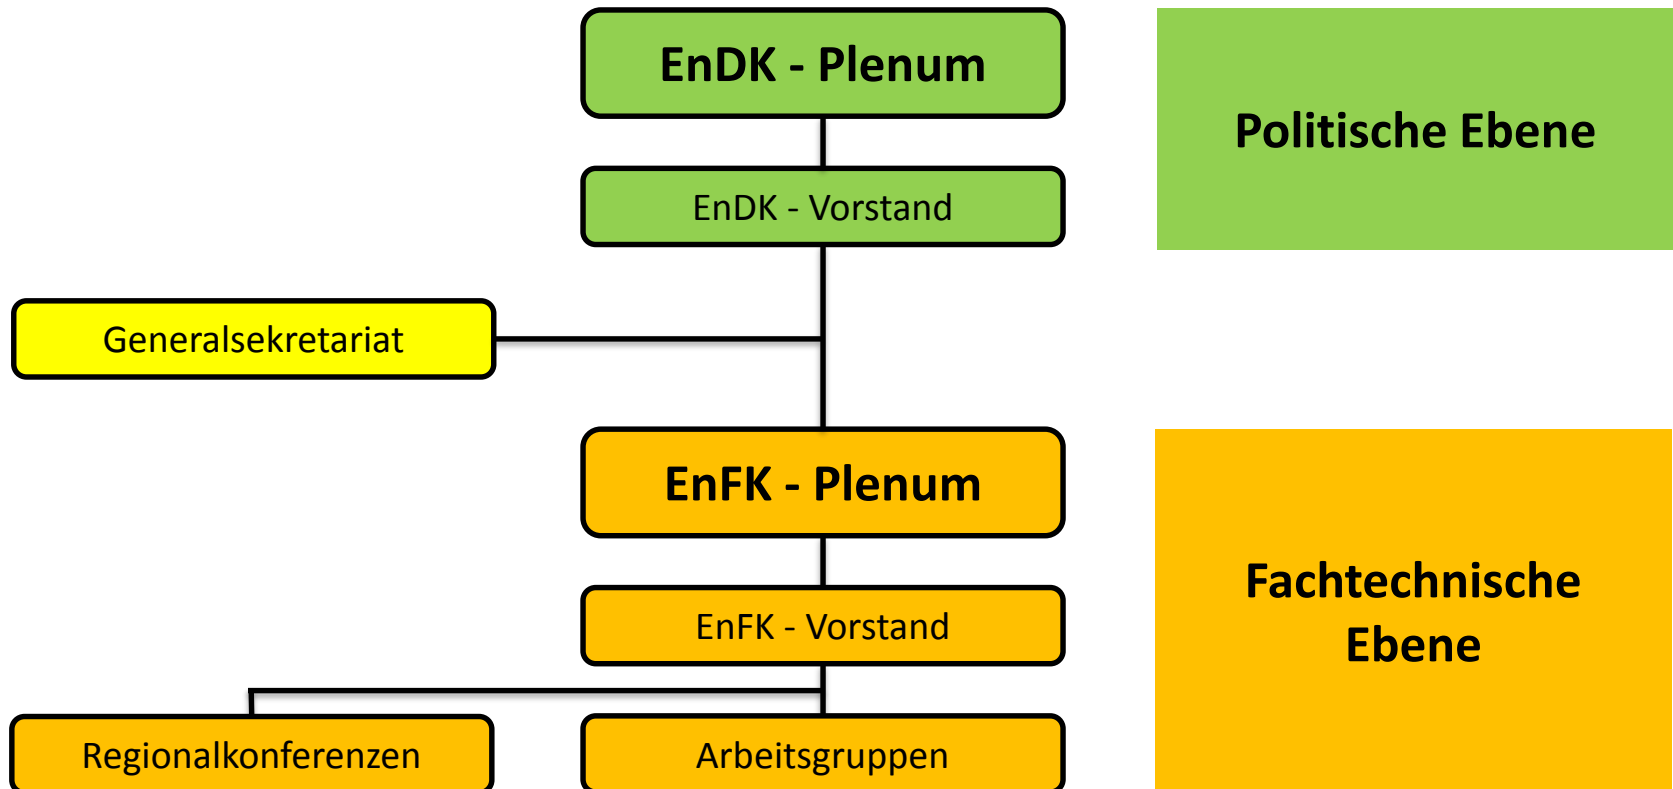 EnDK - Plenum
Politische Ebene
EnDK - Vorstand
Generalsekretariat
EnFK - Plenum
Fachtechnische
Ebene
EnFK - Vorstand
Regionalkonferenzen
Arbeitsgruppen